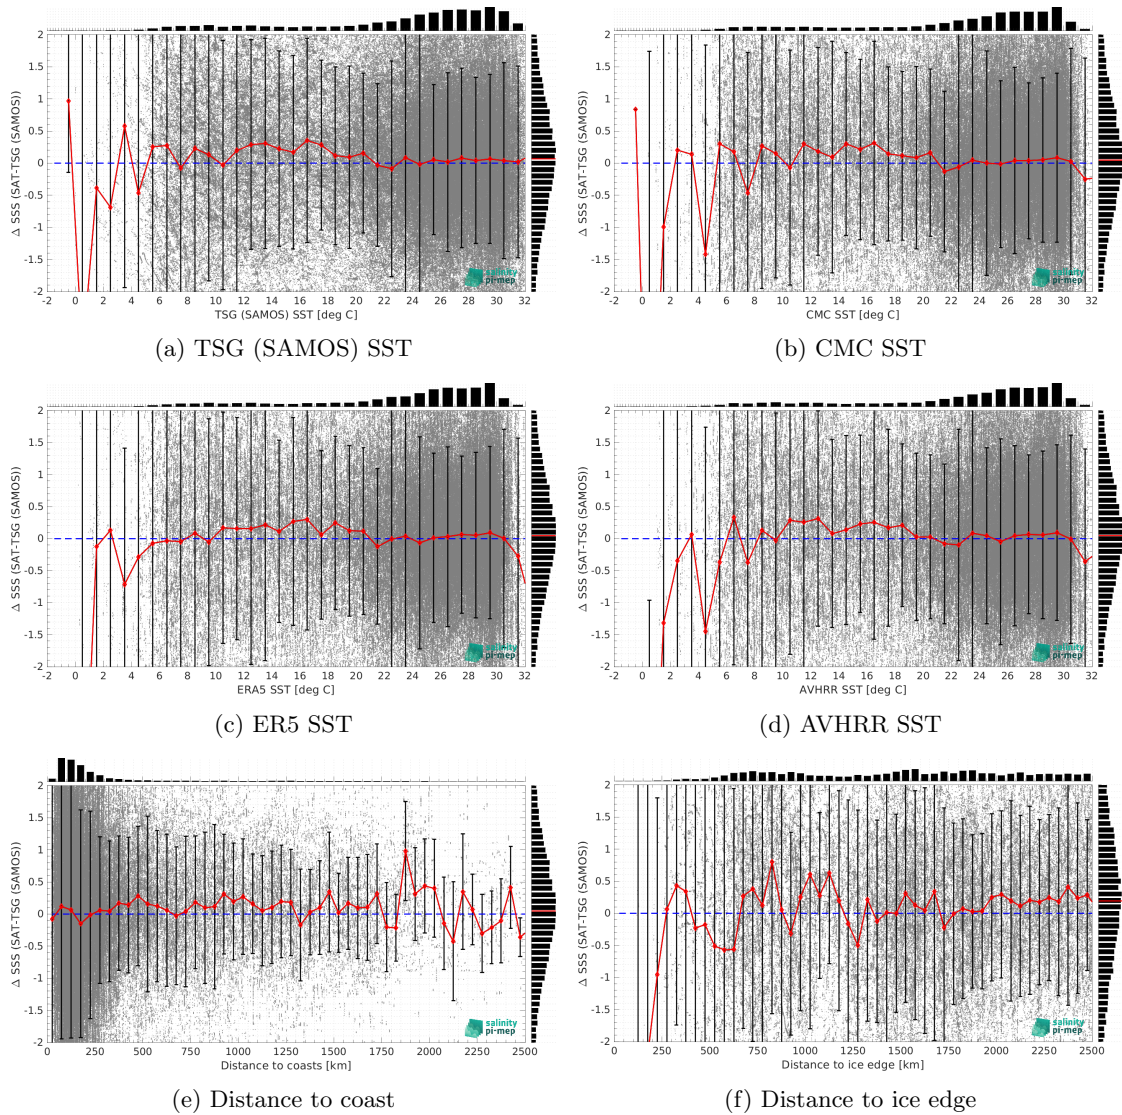 Δ SSS (SAT-TSG (SAMOS))
2
1.5
1
0.5
0
-0.5
-1
-1.5
-2
salinity
pi-mep
-2 0 2 4 6 8 10 12 14 16 18 20 22 24 26 28 30 32
TSG (SAMOS) SST [deg C]
(a) TSG (SAMOS) SST
Δ SSS (SAT-TSG (SAMOS))
2
1.5
1
0.5
0
-0.5
-1
-1.5
-2
salinity
pi-mep
-2 0 2 4 6 8 10 12 14 16 18 20 22 24 26 28 30 32
CMC SST [deg C]
(b) CMC SST
Δ SSS (SAT-TSG (SAMOS))
2
1.5
1
0.5
0
-0.5
-1
-1.5
-2
salinity
pi-mep
-2 0 2 4 6 8 10 12 14 16 18 20 22 24 26 28 30 32
ERA5 SST [deg C]
(c) ER5 SST
Δ SSS (SAT-TSG (SAMOS))
2
1.5
1
0.5
0
-0.5
-1
-1.5
-2
salinity
pi-mep
-2 0 2 4 6 8 10 12 14 16 18 20 22 24 26 28 30 32
AVHRR SST [deg C]
(d) AVHRR SST
Δ SSS (SAT-TSG (SAMOS))
2
1.5
1
0.5
0
-0.5
-1
-1.5
-2
salinity
pi-mep
0 250 500 750 1000 1250 1500 1750 2000 2250 2500
Distance to coasts [km]
(e) Distance to coast
Δ SSS (SAT-TSG (SAMOS))
2
1.5
1
0.5
0
-0.5
-1
-1.5
-2
salinity
pi-mep
0 250 500 750 1000 1250 1500 1750 2000 2250 2500
Distance to ice edge [km]
(f) Distance to ice edge